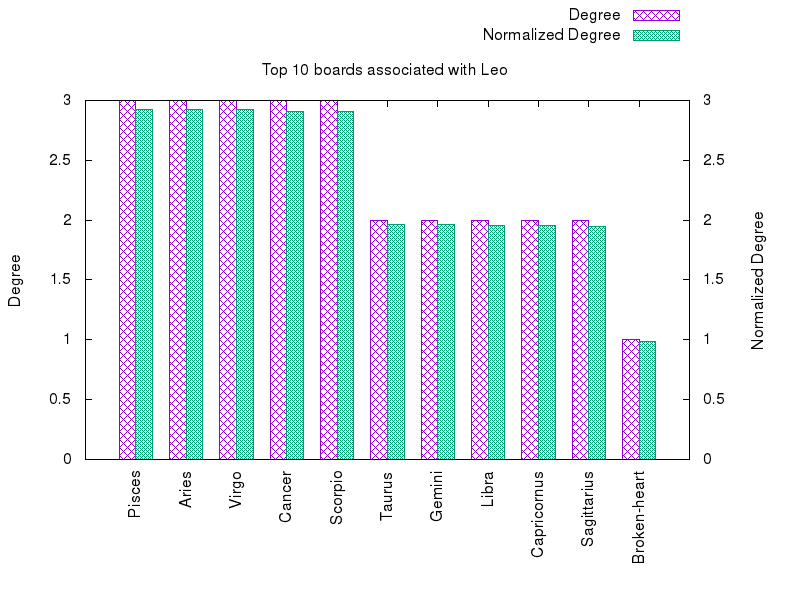 Degree
Normalized Degree
Top 10 boards associated with Leo
3
2.5
2
1.5
1
0.5
0
Degree
3
2.5
2
1.5
1
0.5
0
Normalized Degree
Pisces
Aries
Virgo
Cancer
Scorpio
Taurus
Gemini
Libra
Capricornus
Sagittarius
Broken-heart